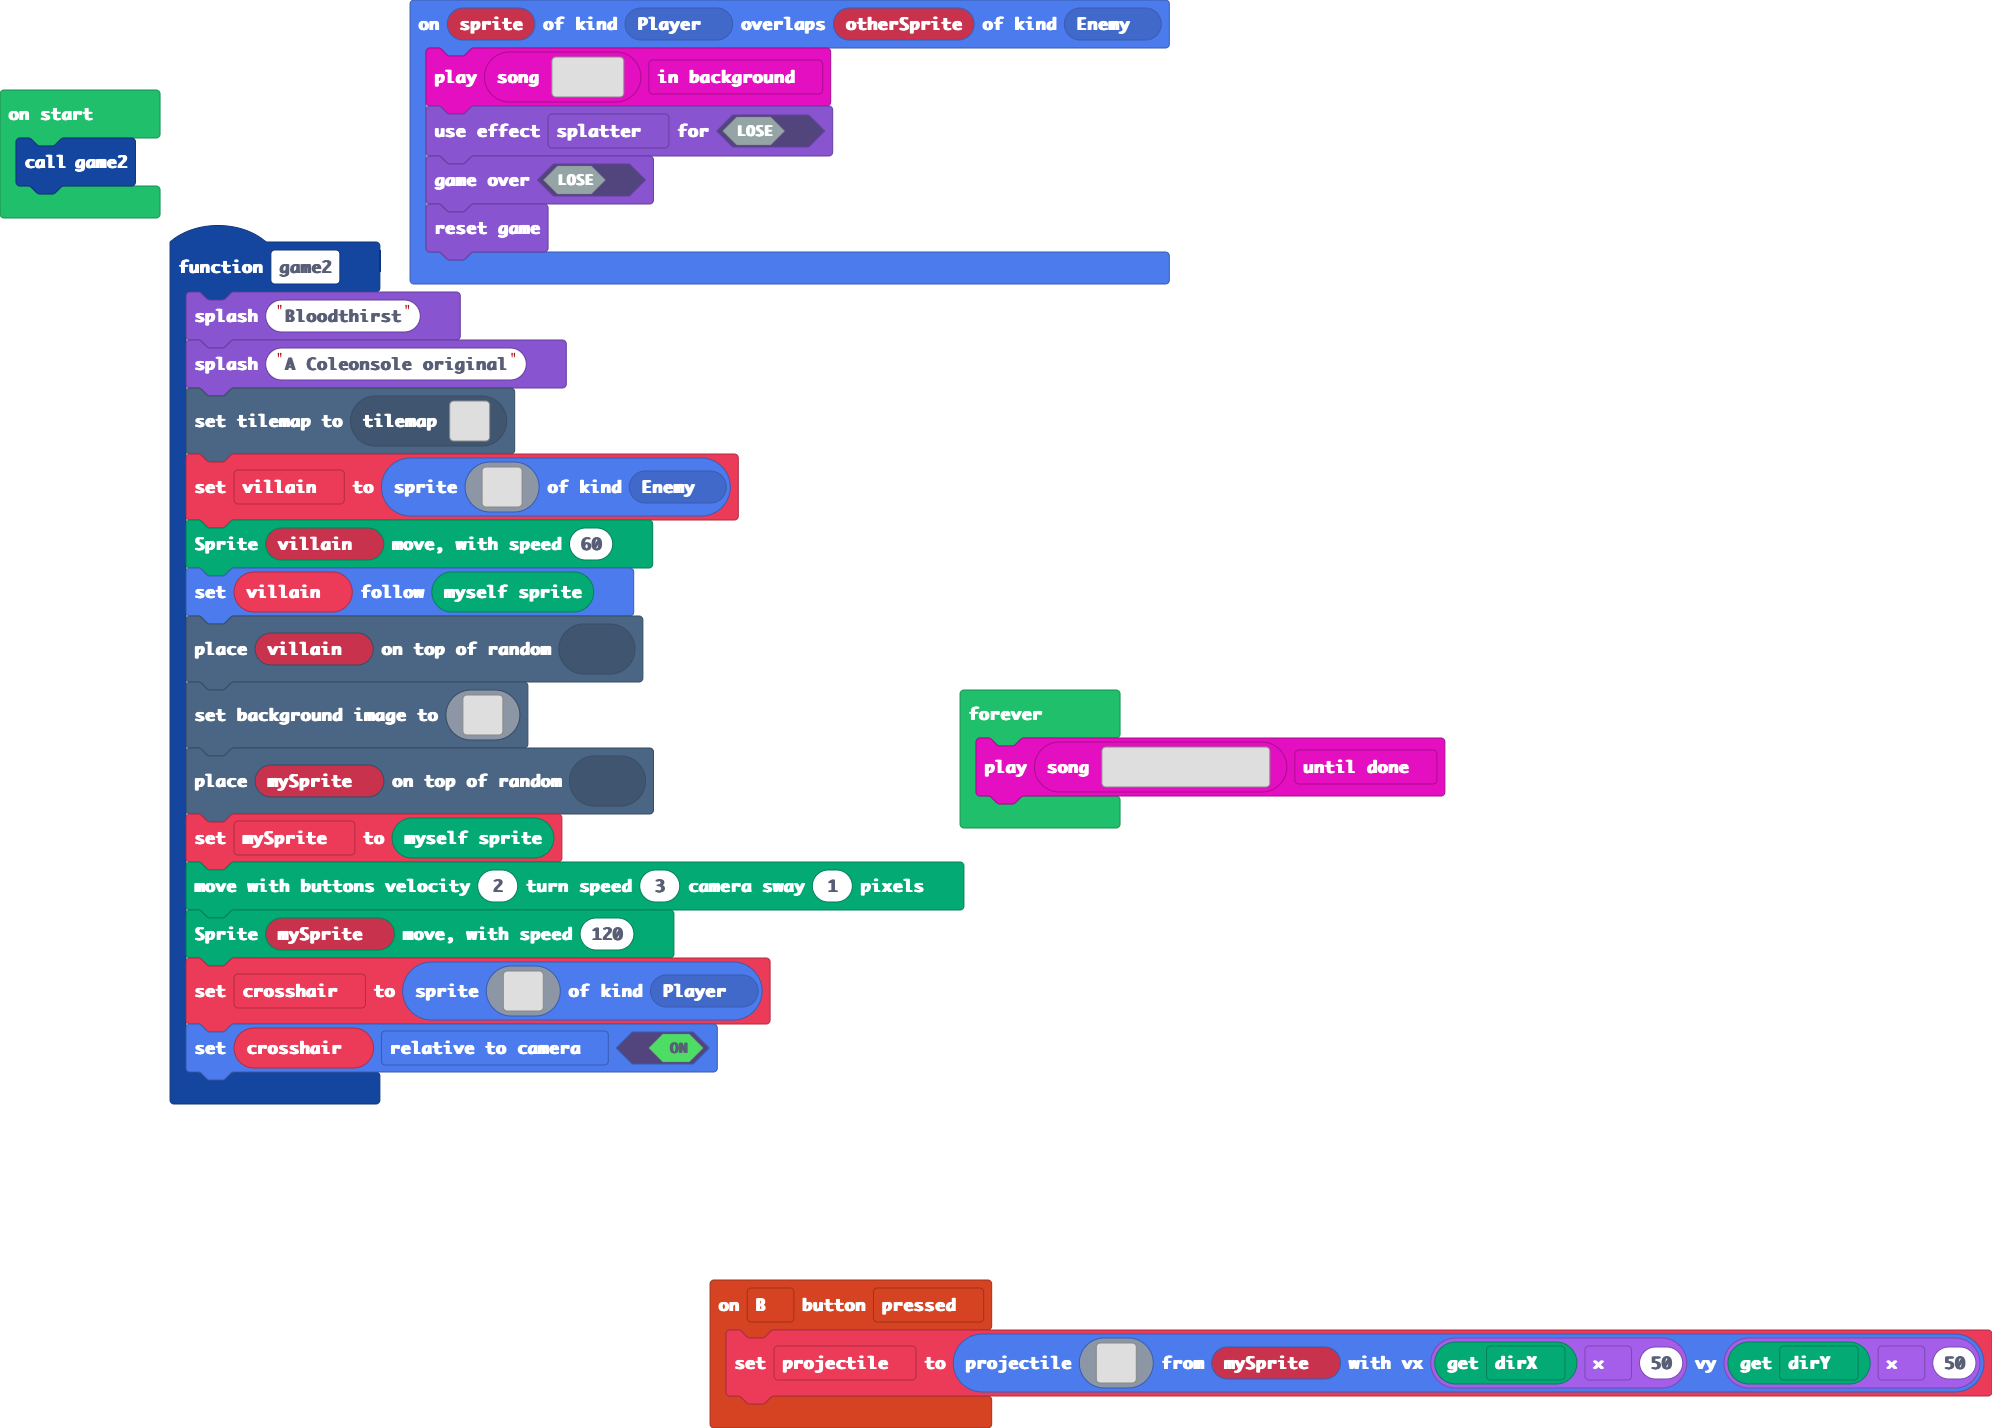 on sprite of kind Player overlaps otherSprite of kind Enemy
play song in background
use effect splatter for LOSE
game over LOSE
reset game
on start
call game2
function game2
splash "Bloodthirst"
splash "A Coleonsole original"
set tilemap to tilemap
set villain to sprite of kind Enemy
Sprite villain move, with speed 60
set villain follow myself sprite
place villain on top of random
set background image to
place mySprite on top of random
set mySprite to myself sprite
move with buttons velocity 2 turn speed 3 camera sway 1 pixels
Sprite mySprite move, with speed 120
set crosshair to sprite of kind Player
set crosshair relative to camera ON
forever
play song until done
on B button pressed
set projectile to projectile from mySprite with vx get dirX x 50 vy get dirY x 50